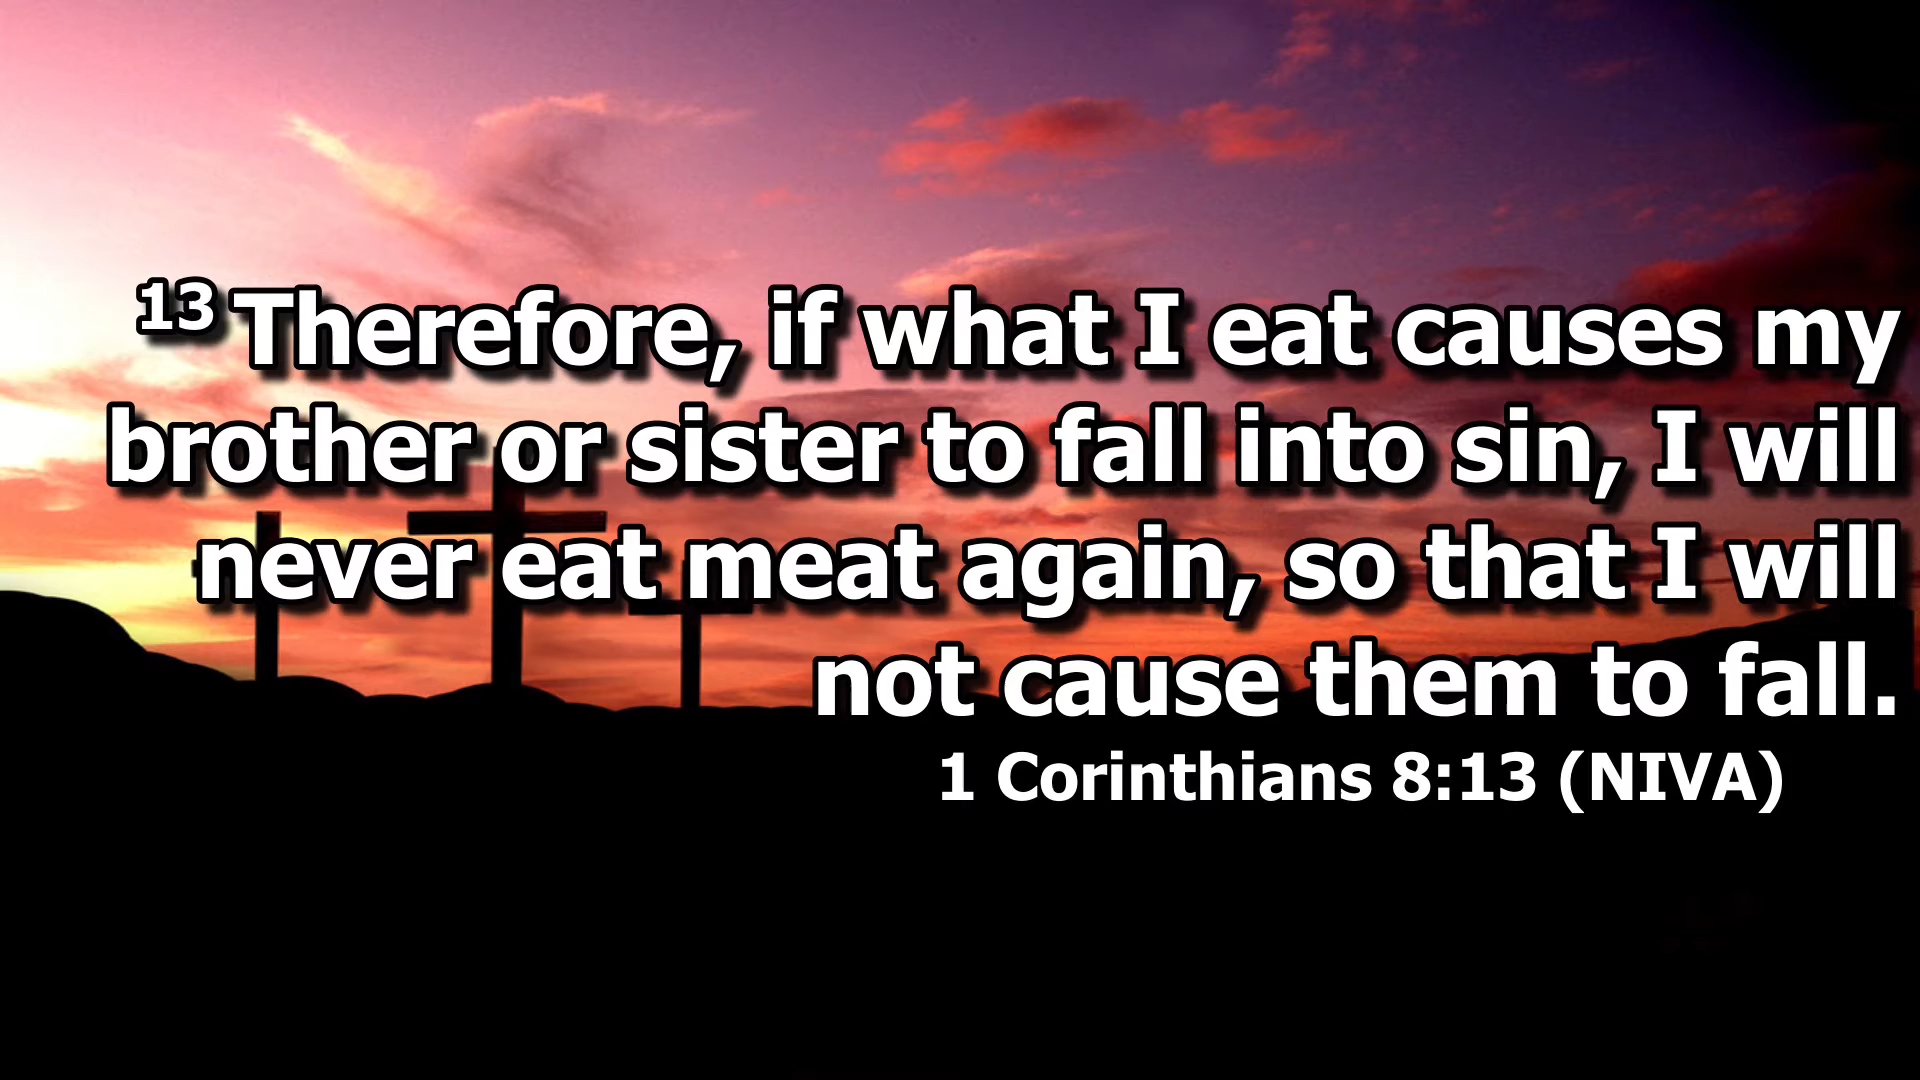 13 Therefore, if what I eat causes my
brother or sister to fall into sin, I will
never eat meat again, so that I will
not cause them to fall.
1 Corinthians 8:13 (NIVA)